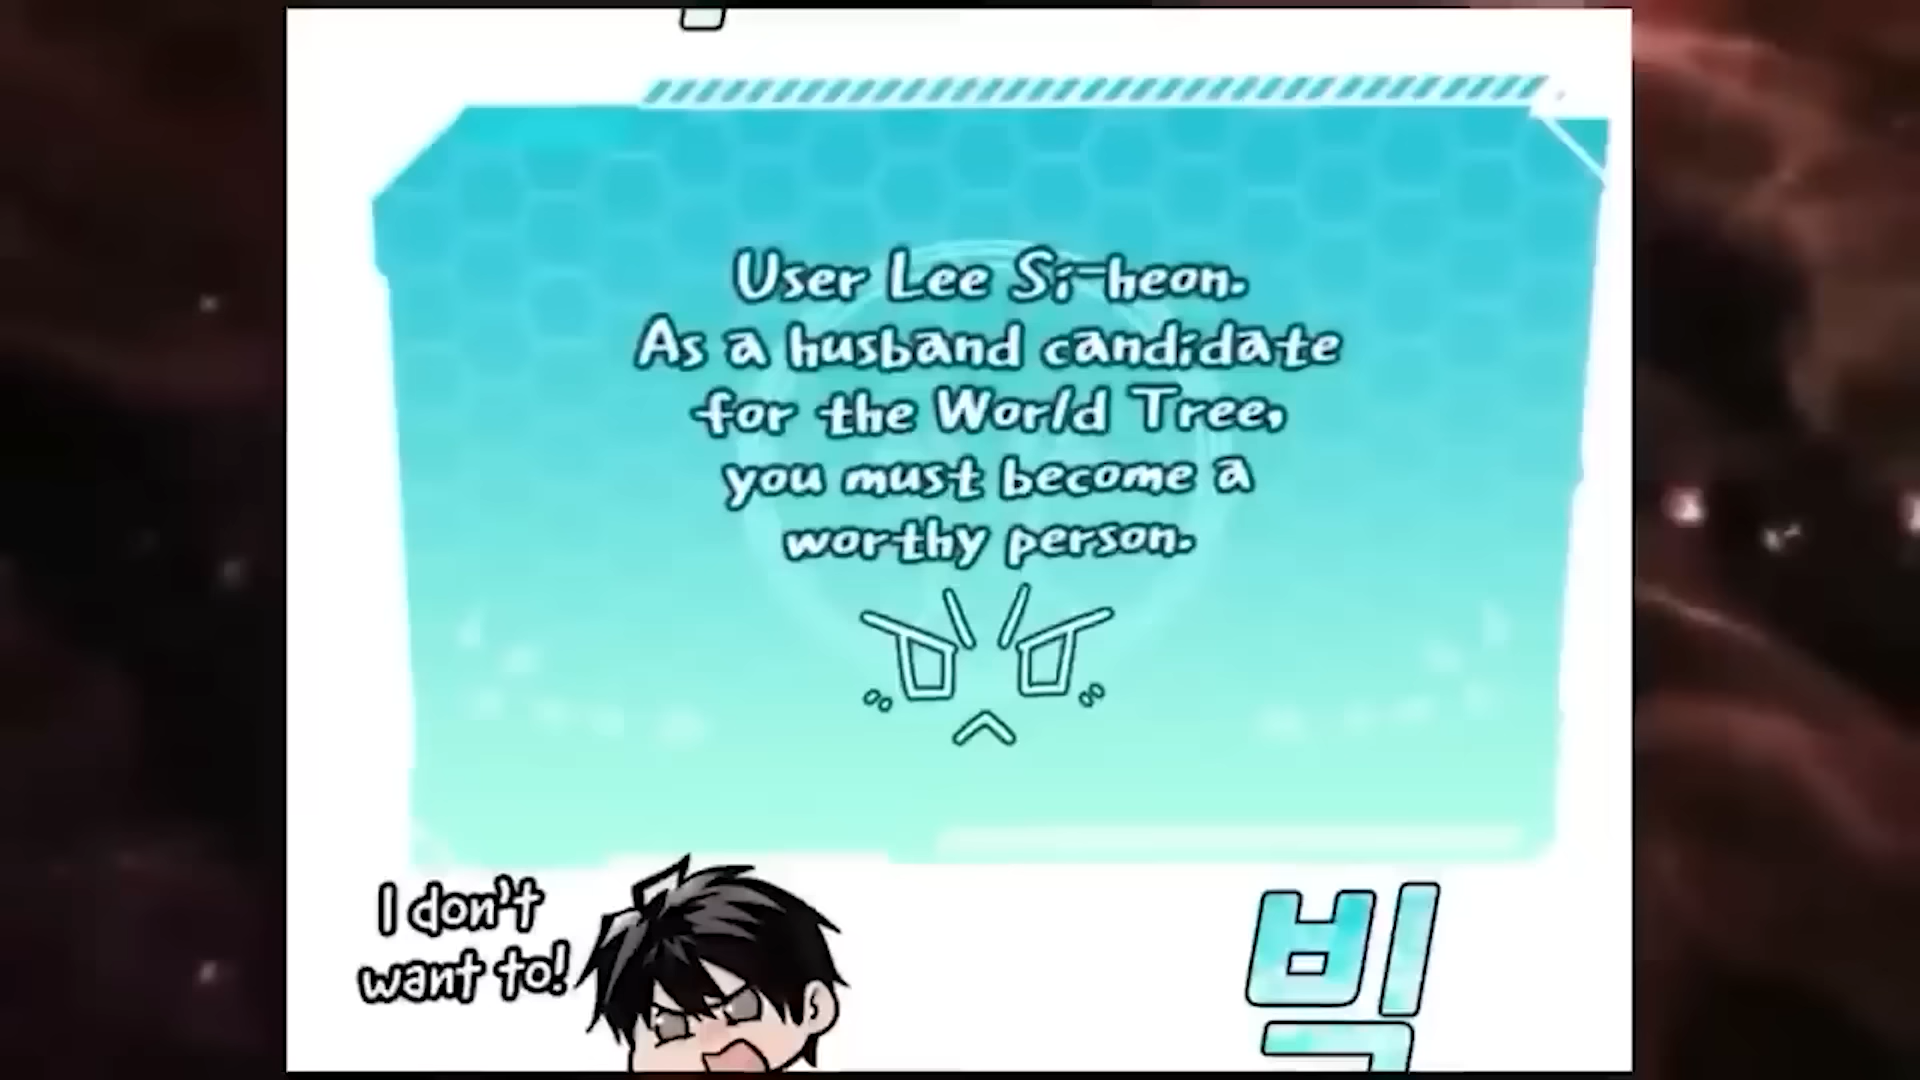 User Lee Si-heon.
As a husband candidate
for the World Tree,
you must become a
worthy person.
I don't
want to!
빅